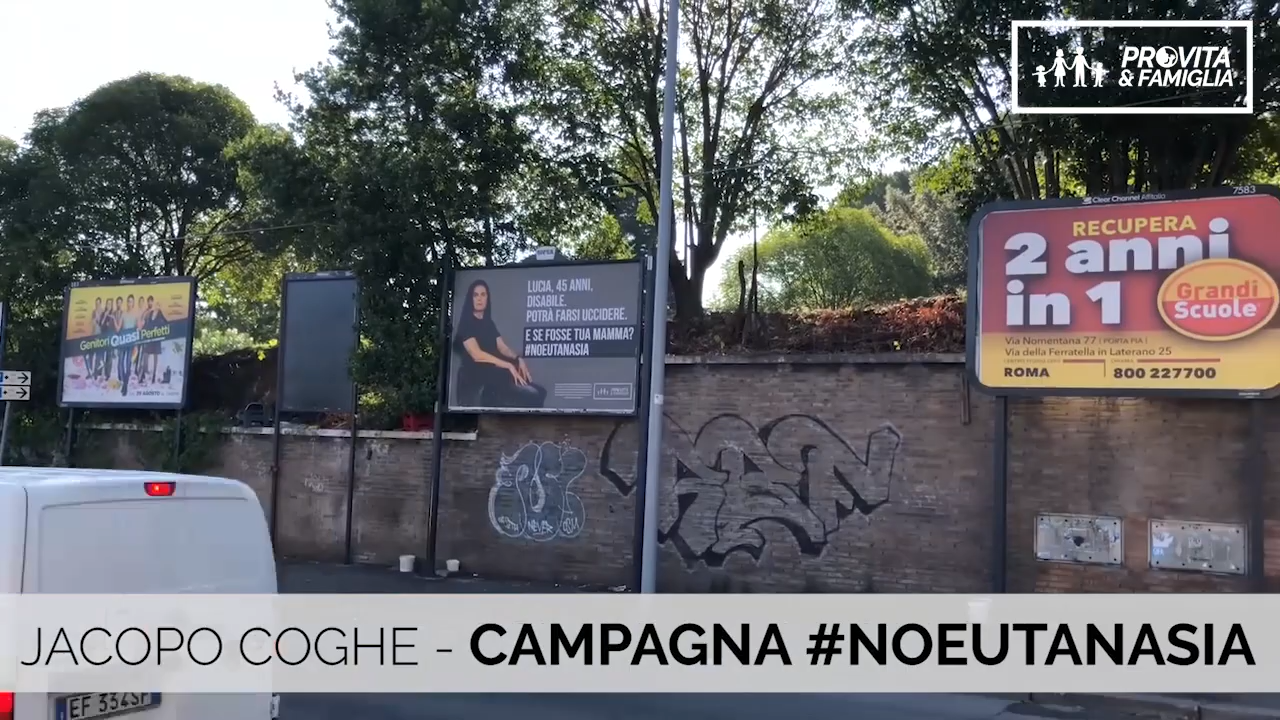 PROVITA
& FAMIGLIA
Genitori Quasi Perfetti
LUCIA, 45 ANNI,
DISABILE.
POTRÀ FARSI UCCIDERE.
E SE FOSSE TUA MAMMA?
#NOEUTANASIA
7583
Clear Channel Affitalia
RECUPERA
2 anni
in 1
Grandi
Scuole
Via Nomentana 77 (PORTA PIA)
Via della Ferratella in Laterano 25
ROMA
800 227700
JACOPO COGHE - CAMPAGNA #NOEUTANASIA
EF 334SF